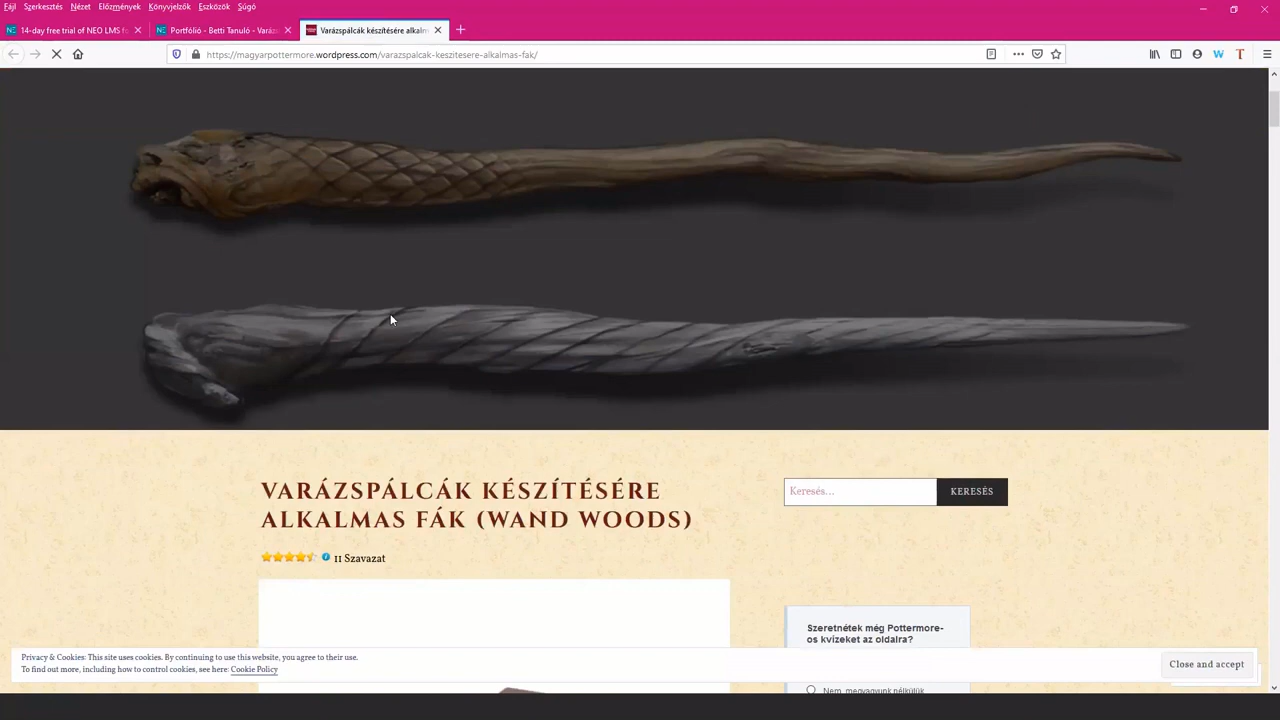 Fájl Szerkesztés Nézet Előzmények Könyvjelzők Eszközök Súgó
14-day free trial of NEO LMS fo
Portfólió - Betti Tanuló - Varázs
Varázspálcák készítésére alkalm
https://magyarpottermore.wordpress.com/varazspalcak-keszitesere-alkalmas-fak/
VARÁZSPÁLCÁK KÉSZÍTÉSÉRE
ALKALMAS FÁK (WAND WOODS)
11 Szavazat
Keresés...
KERESÉS
Szeretnétek még Pottermore-
os kvízeket az oldalra?
Nem, megvagyunk nélkülük
Privacy & Cookies: This site uses cookies. By continuing to use this website, you agree to their use.
To find out more, including how to control cookies, see here: Cookie Policy
Close and accept